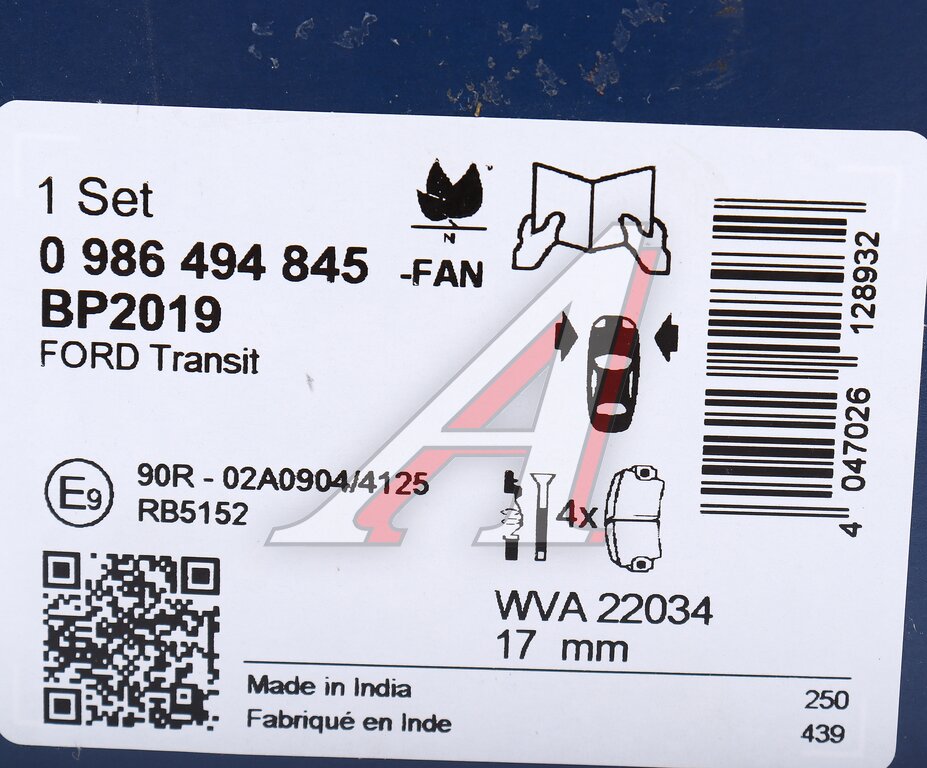 1 Set
0 986 494 845 -FAN
BP2019
FORD Transit
N
E9
90R - 02A0904/4125
RB5152
4x
WVA 22034
17 mm
Made in India
Fabriqué en Inde
250
439
4 047026 128932